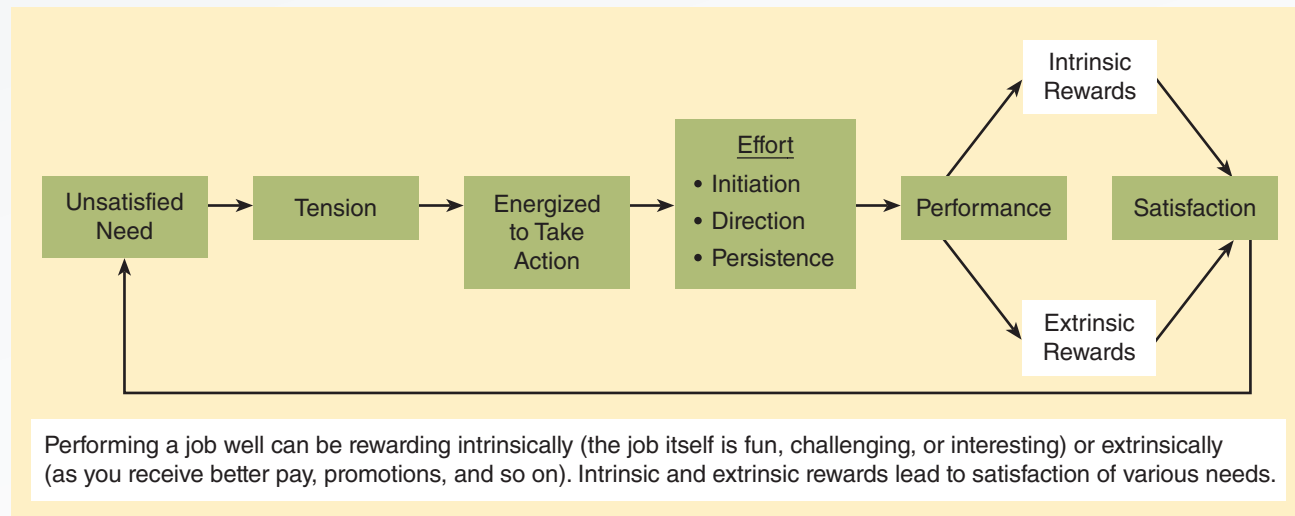 Unsatisfied
Need
Tension
Energized
to Take
Action
Effort
• Initiation
• Direction
• Persistence
Performance
Intrinsic
Rewards
Extrinsic
Rewards
Satisfaction
Performing a job well can be rewarding intrinsically (the job itself is fun, challenging, or interesting) or extrinsically
(as you receive better pay, promotions, and so on). Intrinsic and extrinsic rewards lead to satisfaction of various needs.